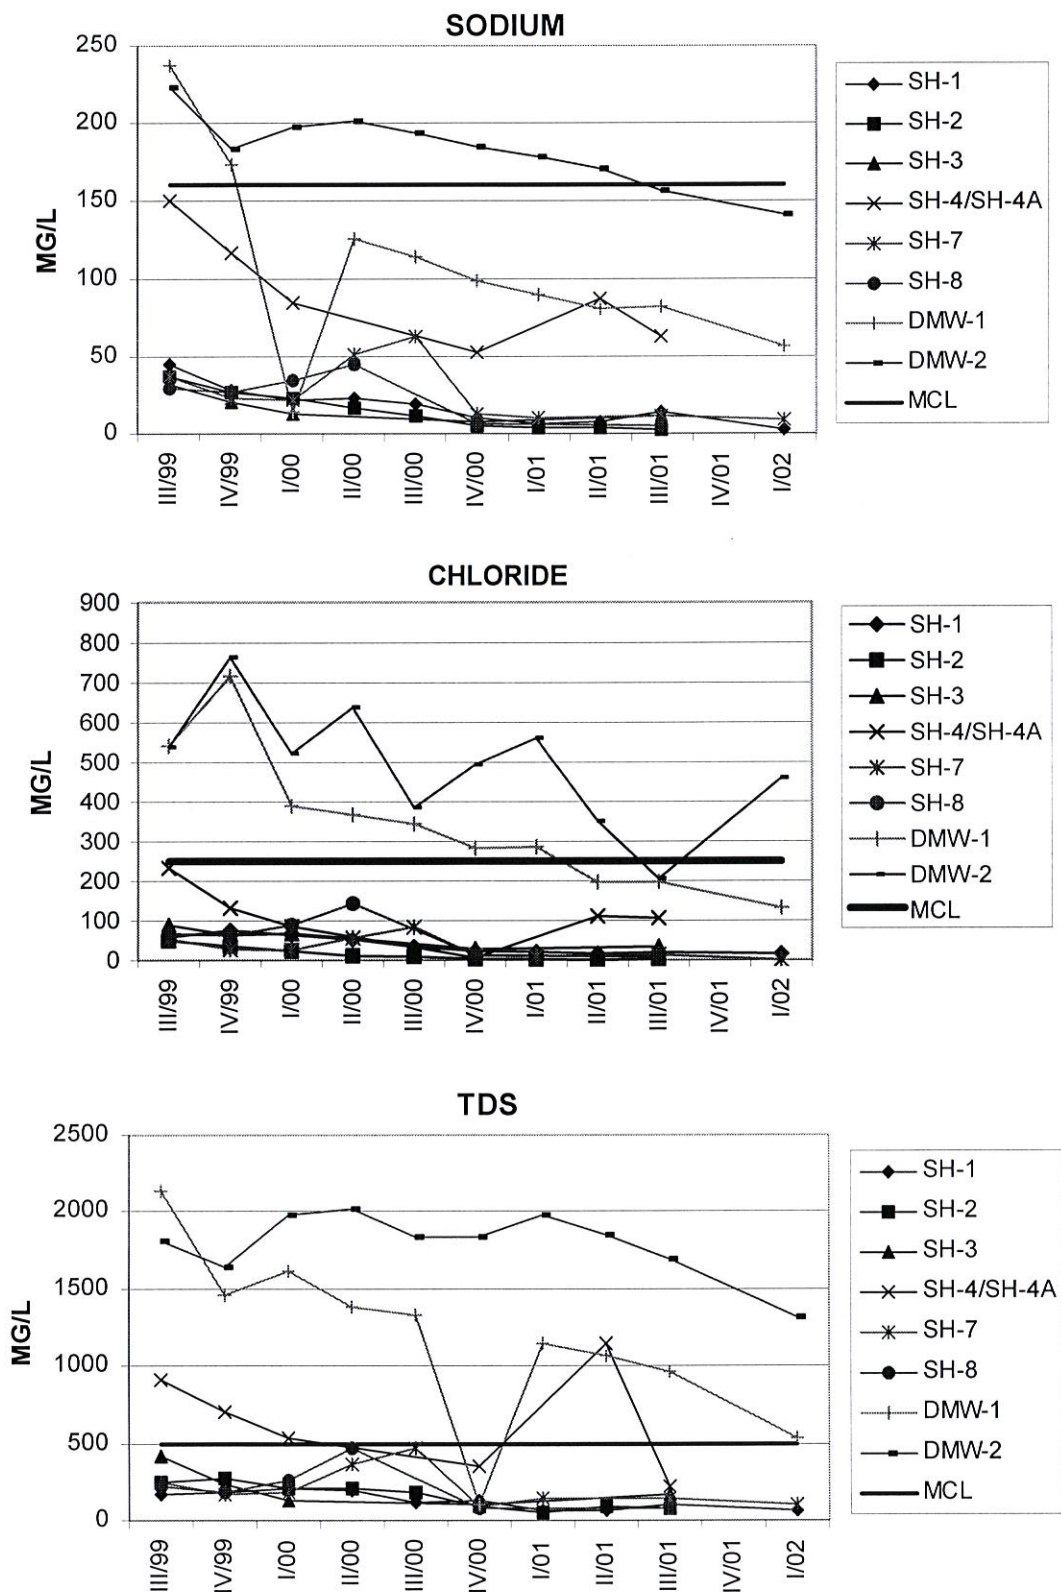 SODIUM
250
200
150
100
50
0
MG/L
III/99
IV/99
I/00
II/00
III/00
IV/00
I/01
II/01
III/01
IV/01
I/02
SH-1
SH-2
SH-3
SH-4/SH-4A
SH-7
SH-8
DMW-1
DMW-2
MCL
CHLORIDE
900
800
700
600
500
400
300
200
100
0
MG/L
III/99
IV/99
I/00
II/00
III/00
IV/00
I/01
II/01
III/01
IV/01
I/02
SH-1
SH-2
SH-3
SH-4/SH-4A
SH-7
SH-8
DMW-1
DMW-2
MCL
TDS
2500
2000
1500
1000
500
0
MG/L
III/99
IV/99
I/00
II/00
III/00
IV/00
I/01
II/01
III/01
IV/01
I/02
SH-1
SH-2
SH-3
SH-4/SH-4A
SH-7
SH-8
DMW-1
DMW-2
MCL